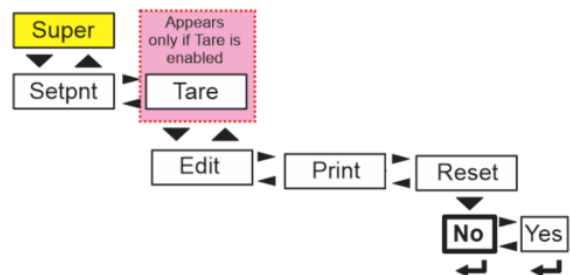 Super
Appears
only if Tare is
enabled
Setpnt
Tare
Edit
Print
Reset
No
Yes